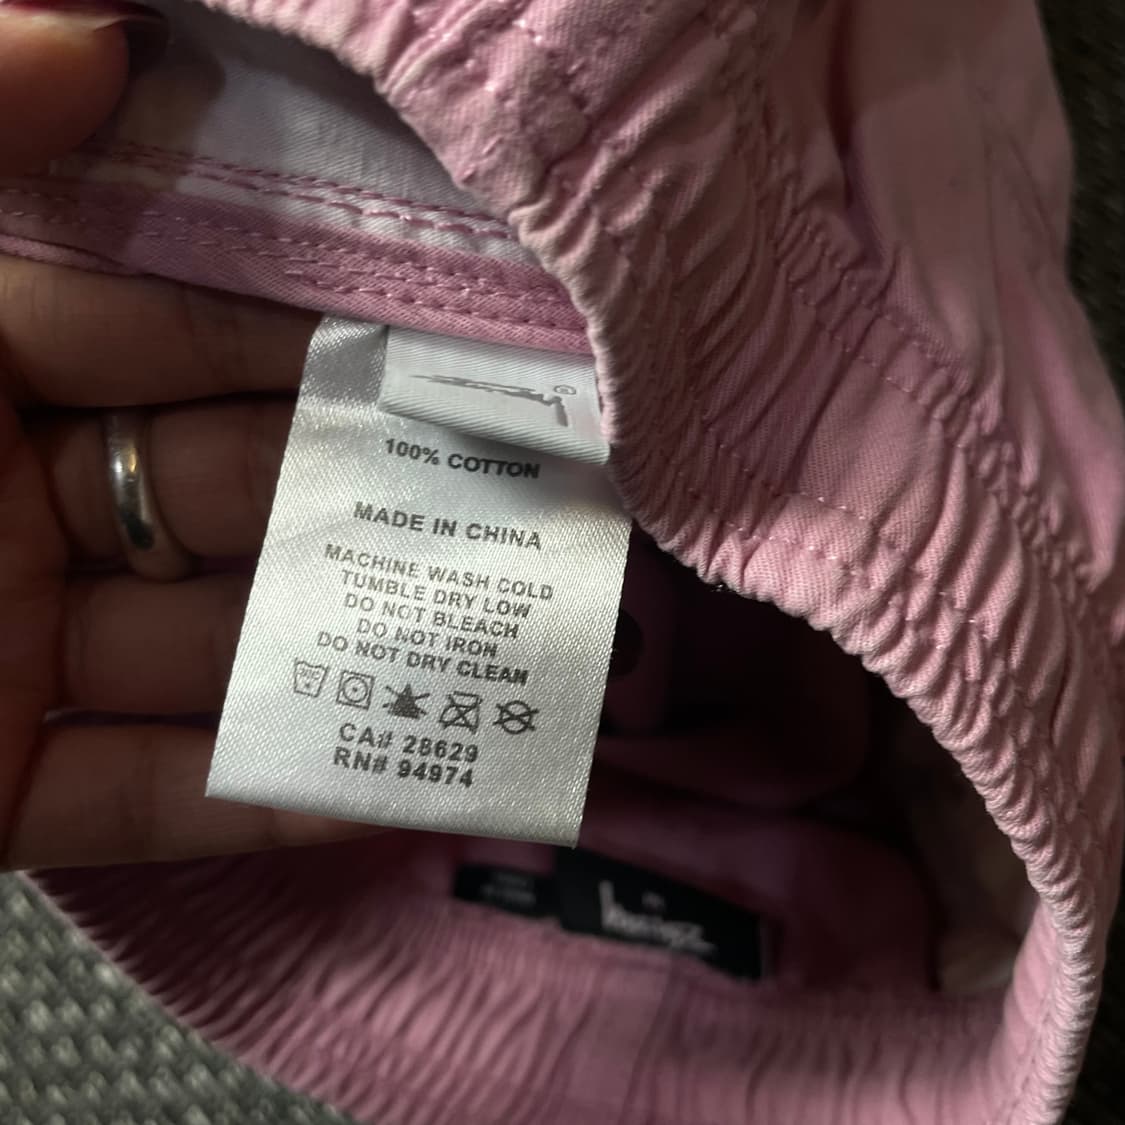 100% COTTON
MADE IN CHINA
MACHINE WASH COLD
TUMBLE DRY LOW
DO NOT BLEACH
DO NOT IRON
DO NOT DRY CLEAN
CA# 28629
RN# 94974